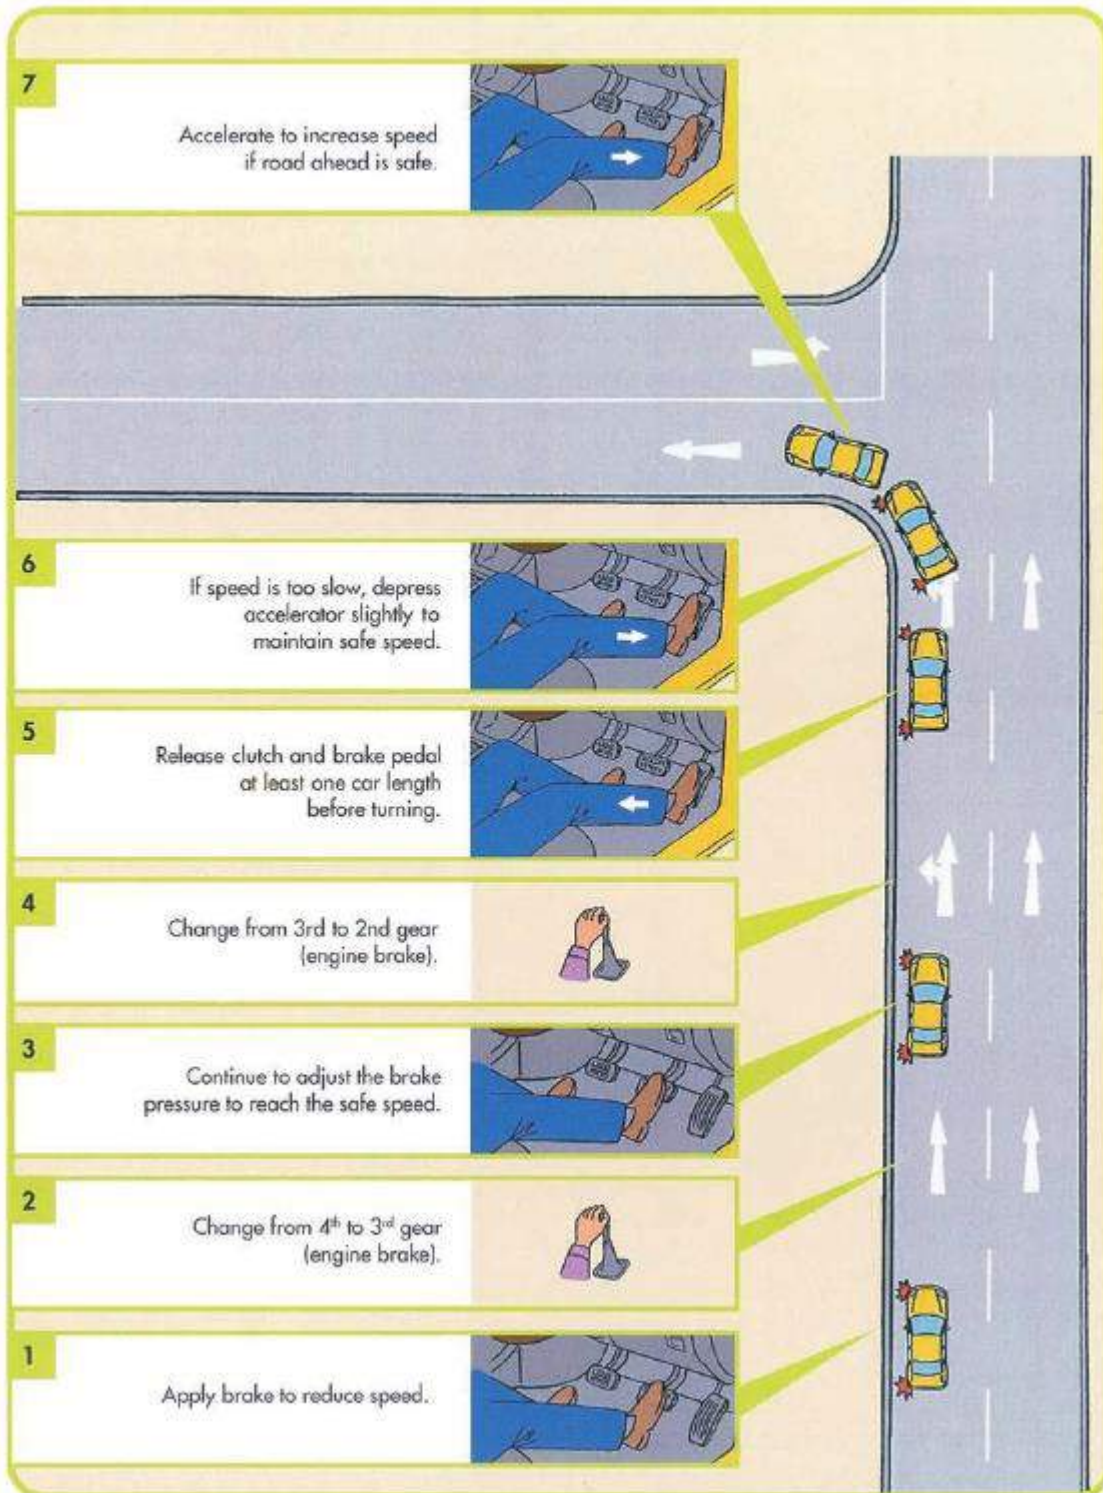 7
Accelerate to increase speed
if road ahead is safe.
6
If speed is too slow, depress
accelerator slightly to
maintain safe speed.
5
Release clutch and brake pedal
at least one car length
before turning.
4
Change from 3rd to 2nd gear
(engine brake).
3
Continue to adjust the brake
pressure to reach the safe speed.
2
Change from 4th to 3rd gear
(engine brake).
1
Apply brake to reduce speed.